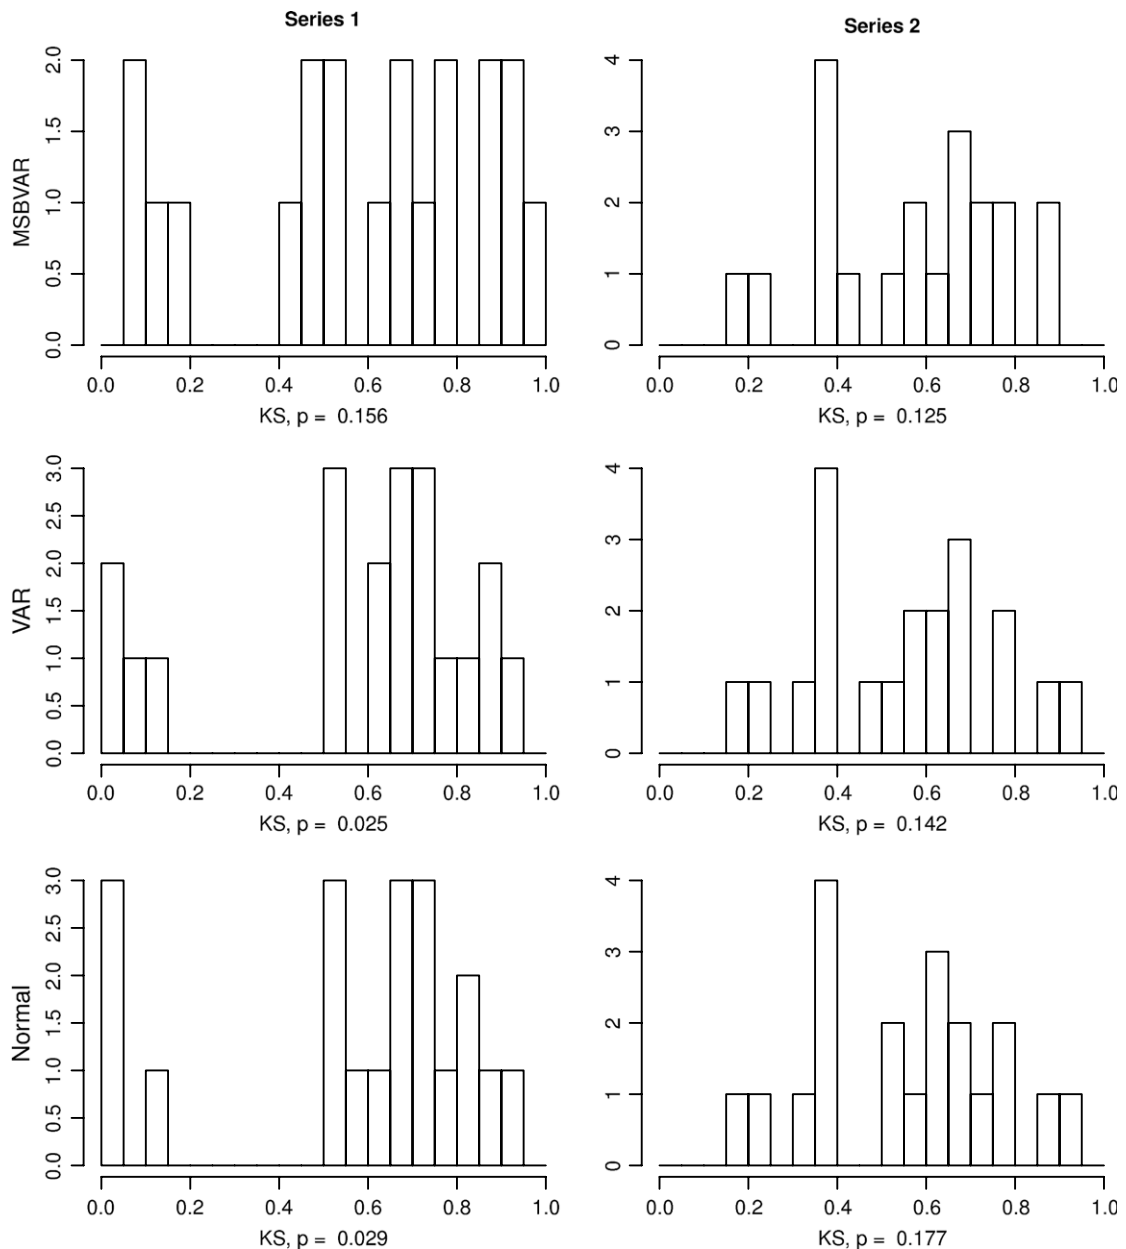 Series 1
Series 2
MSBVAR
0.0 0.5 1.0 1.5 2.0
0.0 0.2 0.4 0.6 0.8 1.0
KS, p = 0.156
0 1 2 3 4
0.0 0.2 0.4 0.6 0.8 1.0
KS, p = 0.125
VAR
0.0 0.5 1.0 1.5 2.0 2.5 3.0
0.0 0.2 0.4 0.6 0.8 1.0
KS, p = 0.025
0 1 2 3 4
0.0 0.2 0.4 0.6 0.8 1.0
KS, p = 0.142
Normal
0.0 0.5 1.0 1.5 2.0 2.5 3.0
0.0 0.2 0.4 0.6 0.8 1.0
KS, p = 0.029
0 1 2 3 4
0.0 0.2 0.4 0.6 0.8 1.0
KS, p = 0.177